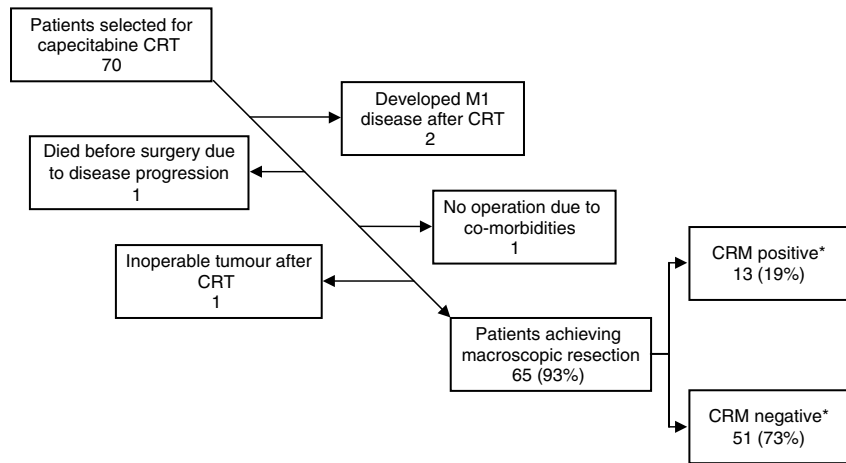 Patients selected for
capecitabine CRT
70
Developed M1
disease after CRT
2
Died before surgery due
to disease progression
1
No operation due to
co-morbidities
1
Inoperable tumour after
CRT
1
Patients achieving
macroscopic resection
65 (93%)
CRM positive*
13 (19%)
CRM negative*
51 (73%)